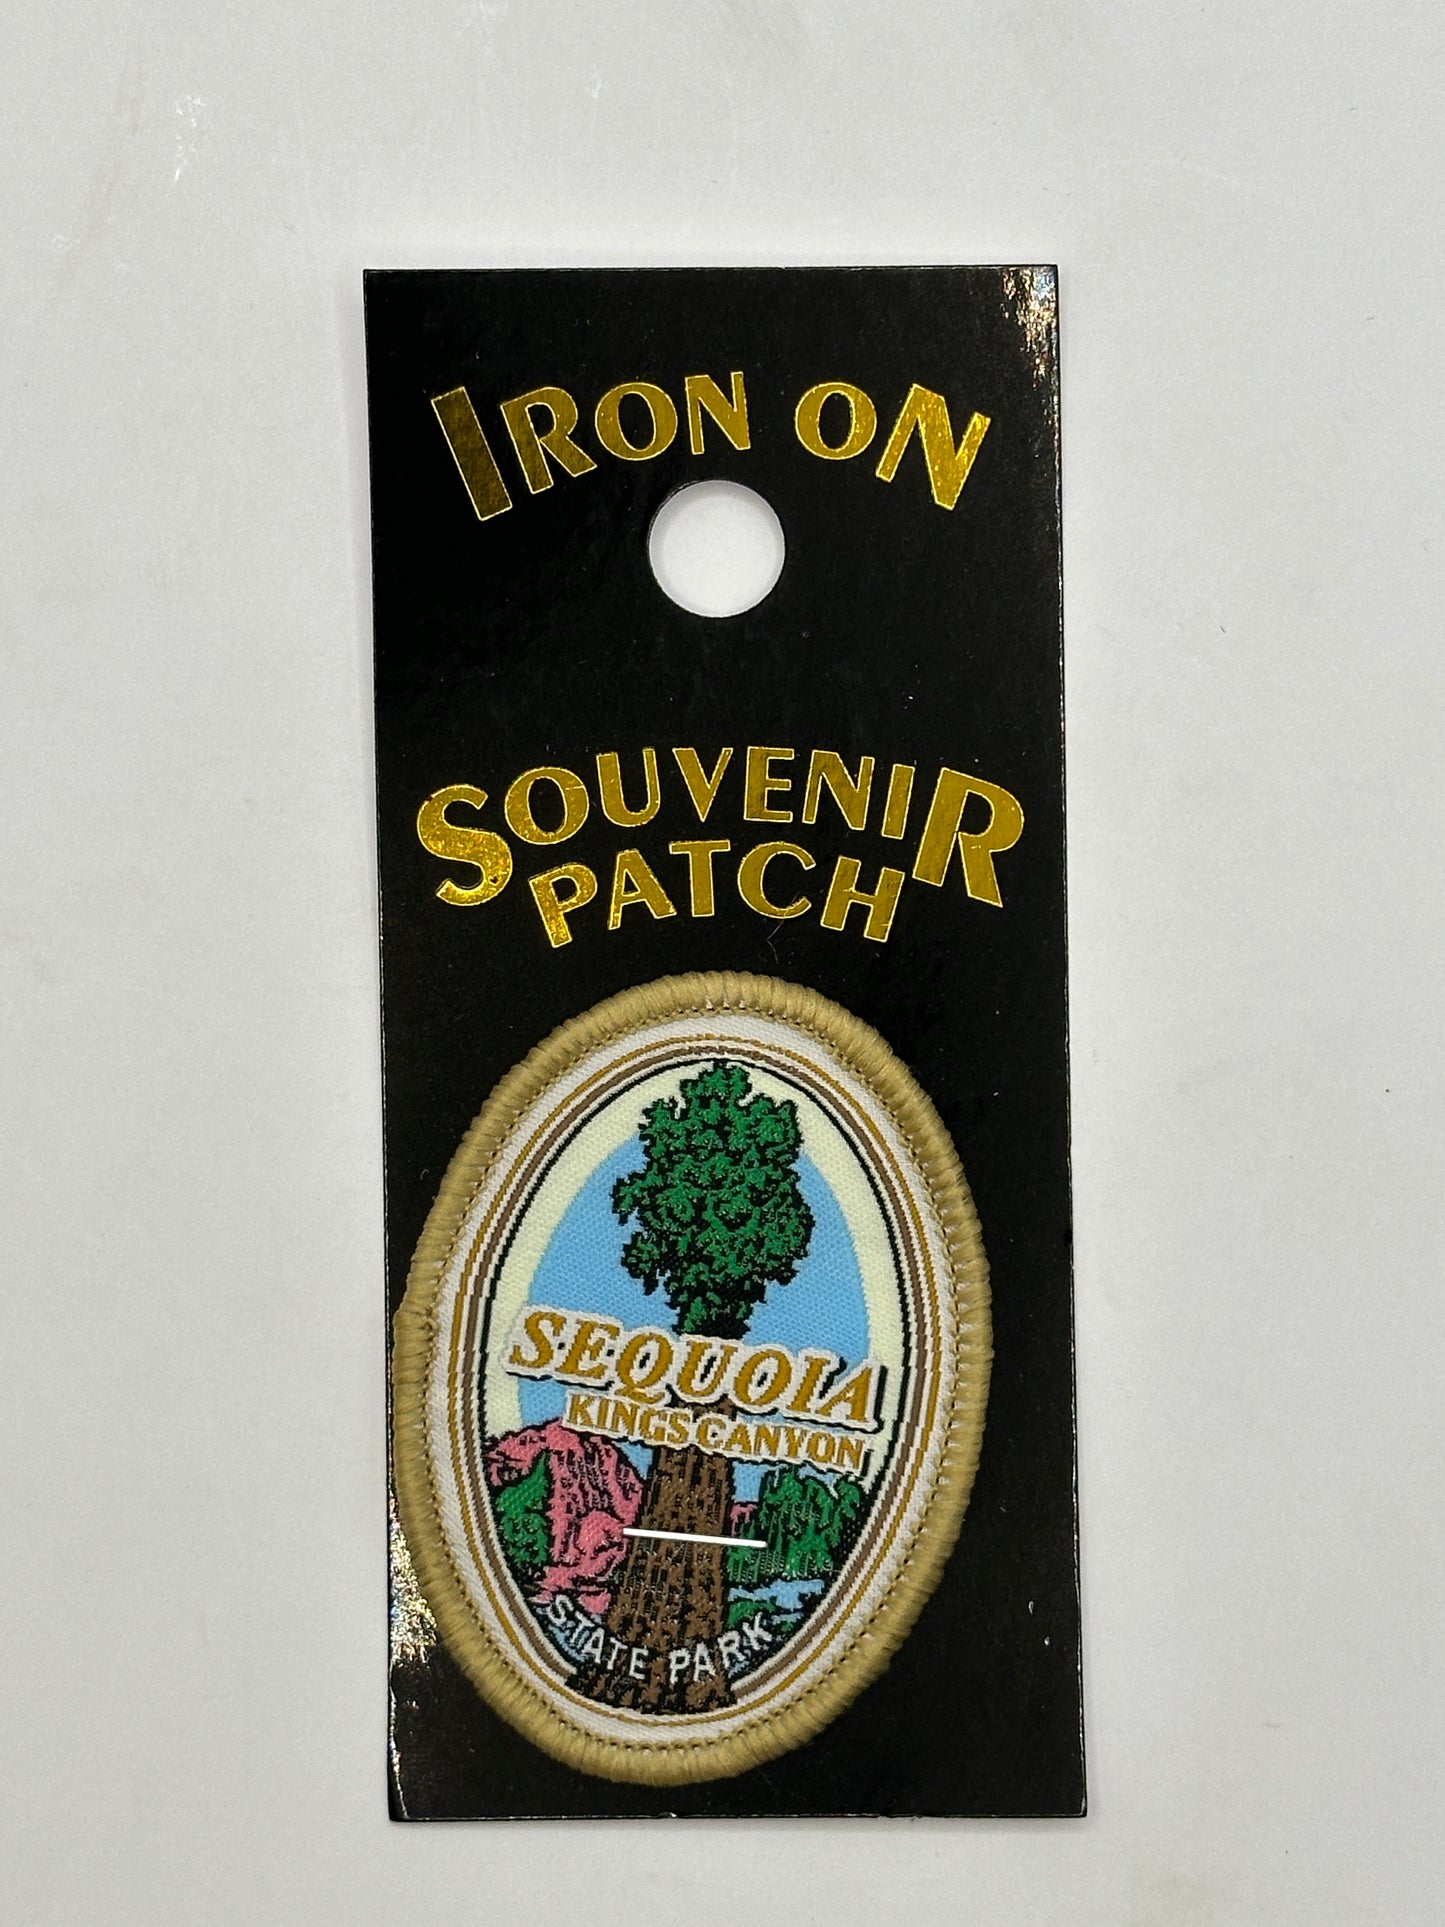 IRON ON
SOUVENIR
PATCH
SEQUOIA
KINGS CANYON
STATE PARK